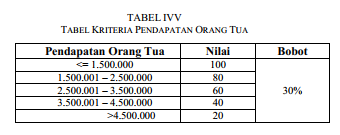 TABEL IVV
TABEL KRITERIA PENDAPATAN ORANG TUA
Pendapatan Orang Tua Nilai Bobot
<= 1.500.000 100
1.500.001 – 2.500.000 80
2.500.001 – 3.500.000 60 30%
3.500.001 – 4.500.000 40
>4.500.000 20